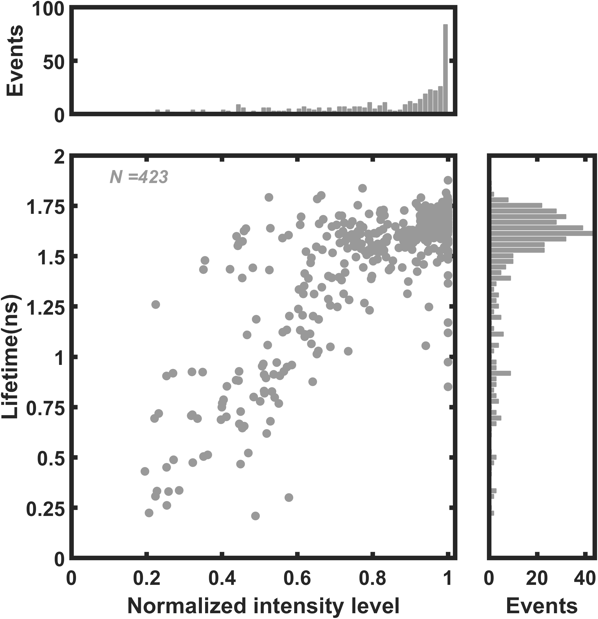 100
50
0
Events
N =423
2
1.75
1.5
1.25
1
0.75
0.5
0.25
0
Lifetime(ns)
0 0.2 0.4 0.6 0.8 1
Normalized intensity level
0 20 40
Events